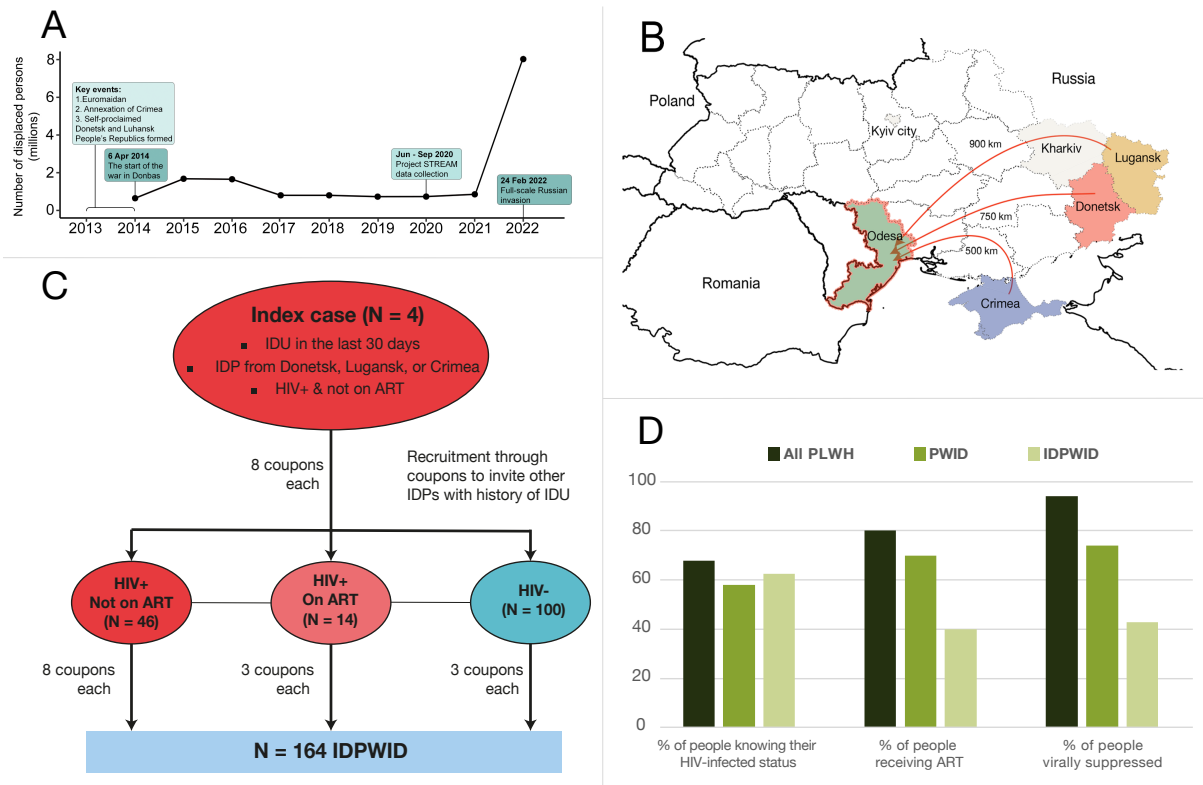 A
Number of displaced persons
(millions)
8
6
4
2
0
Key events:
1.Euromaidan
2. Annexation of Crimea
3. Self-proclaimed
Donetsk and Luhansk
People's Republics formed
6 Apr 2014
The start of the
war in Donbas
Jun - Sep 2020
Project STREAM
data collection
24 Feb 2022
Full-scale Russian
invasion
2013 2014 2015 2016 2017 2018 2019 2020 2021 2022
B
Poland
Russia
Kyiv city
Kharkiv
Lugansk
Donetsk
Odesa
Romania
Crimea
900 km
750 km
500 km
C
Index case (N = 4)
▪ IDU in the last 30 days
▪ IDP from Donetsk, Lugansk, or Crimea
▪ HIV+ & not on ART
8 coupons
each
Recruitment through
coupons to invite other
IDPs with history of IDU
HIV+
Not on ART
(N = 46)
HIV+
On ART
(N = 14)
HIV-
(N = 100)
8 coupons
each
3 coupons
each
3 coupons
each
N = 164 IDPWID
D
All PLWH PWID IDPWID
100
80
60
40
20
0
% of people knowing their
HIV-infected status
% of people
receiving ART
% of people
virally suppressed